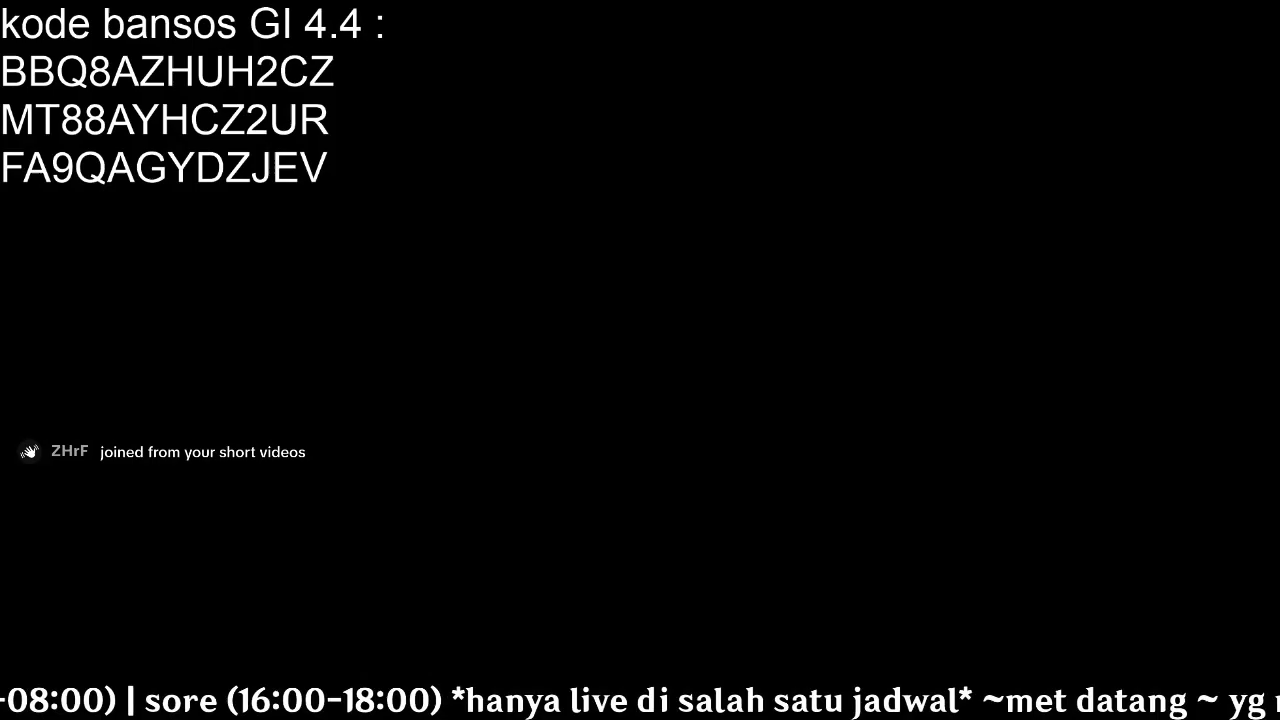 kode bansos GI 4.4 :
BBQ8AZHUH2CZ
MT88AYHCZ2UR
FA9QAGYDZJEV
ZHrF joined from your short videos
-08:00) | sore (16:00-18:00) *hanya live di salah satu jadwal* ~met datang ~ yg